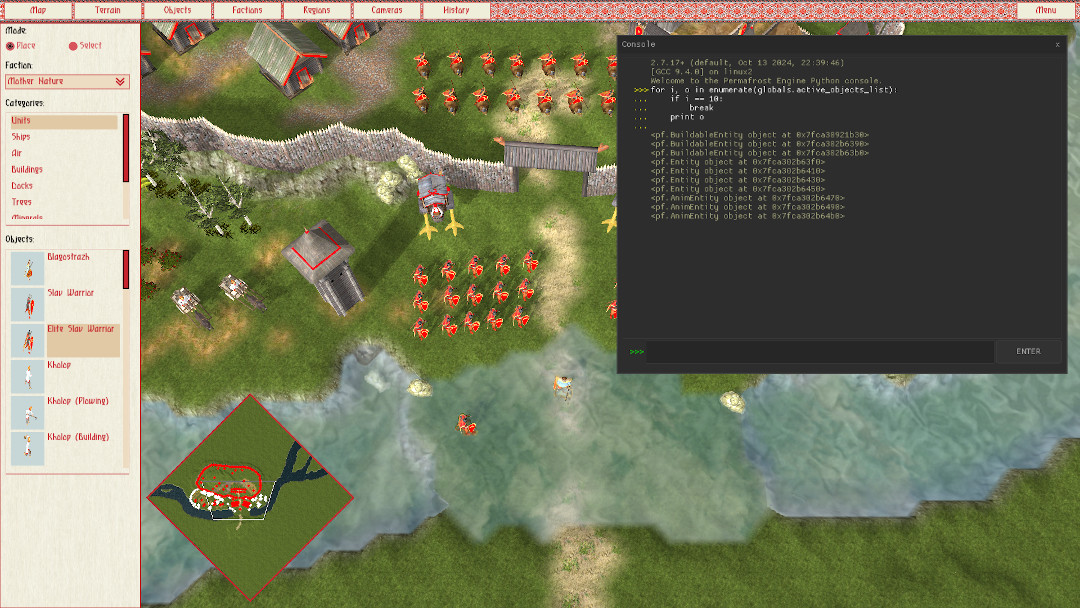 Map Terrain Objects Factions Regions Cameras History Menu
Mode:
Place Select
Faction:
Mother Nature
Categories:
Units
Ships
Air
Buildings
Docks
Trees
Minerals
Objects:
Blagostrazh
Slav Warrior
Elite Slav Warrior
Kholop
Kholop (Plowing)
Kholop (Building)
Console x
2.7.17+ (default, Oct 13 2024, 22:39:46)
[GCC 9.4.0] on linux2
Welcome to the Permafrost Engine Python console.
>>>for i, o in enumerate(globals.active_objects_list):
... if i == 10:
... break
... print o
...
<pf.BuildableEntity object at 0x7fca38921b30>
<pf.BuildableEntity object at 0x7fca302b6390>
<pf.BuildableEntity object at 0x7fca302b63b0>
<pf.Entity object at 0x7fca302b63f0>
<pf.Entity object at 0x7fca302b6410>
<pf.Entity object at 0x7fca302b6430>
<pf.Entity object at 0x7fca302b6450>
<pf.AnimEntity object at 0x7fca302b6470>
<pf.AnimEntity object at 0x7fca302b6490>
<pf.AnimEntity object at 0x7fca302b64b0>
>>> ENTER